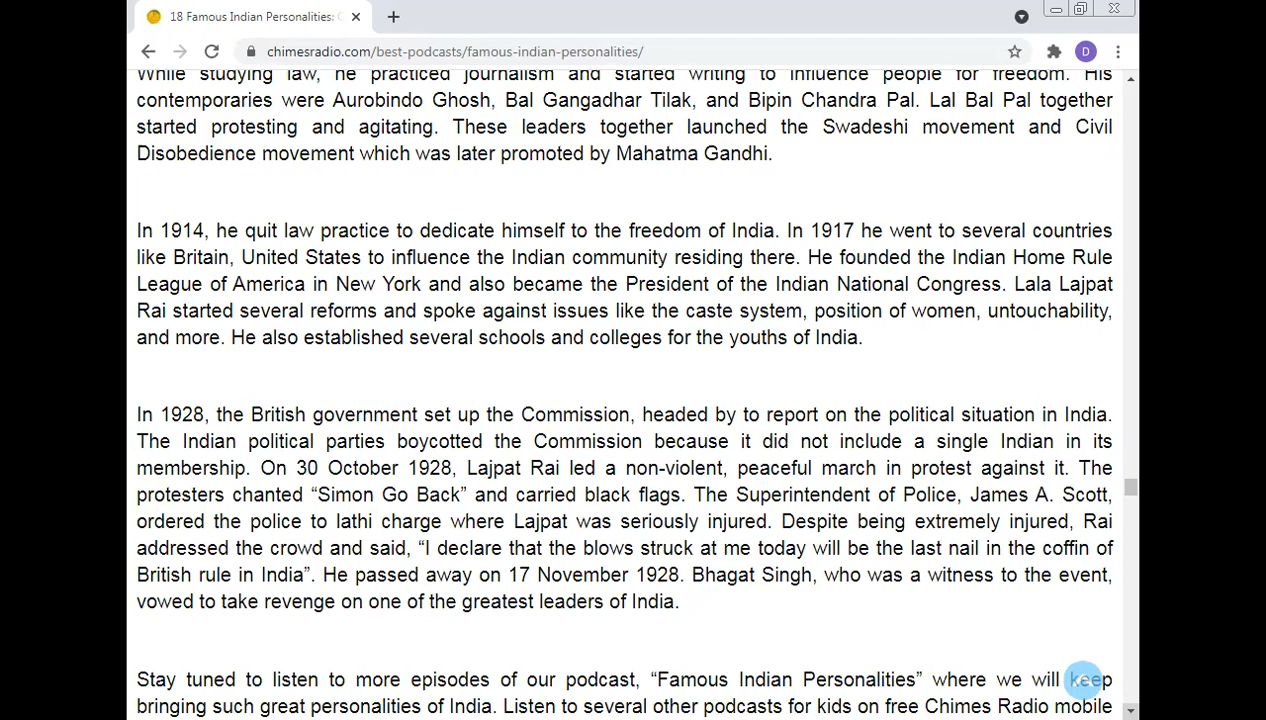 18 Famous Indian Personalities:
chimesradio.com/best-podcasts/famous-indian-personalities/
D
While studying law, he practiced journalism and started writing to influence people for freedom. His
contemporaries were Aurobindo Ghosh, Bal Gangadhar Tilak, and Bipin Chandra Pal. Lal Bal Pal together
started protesting and agitating. These leaders together launched the Swadeshi movement and Civil
Disobedience movement which was later promoted by Mahatma Gandhi.
In 1914, he quit law practice to dedicate himself to the freedom of India. In 1917 he went to several countries
like Britain, United States to influence the Indian community residing there. He founded the Indian Home Rule
League of America in New York and also became the President of the Indian National Congress. Lala Lajpat
Rai started several reforms and spoke against issues like the caste system, position of women, untouchability,
and more. He also established several schools and colleges for the youths of India.
In 1928, the British government set up the Commission, headed by to report on the political situation in India.
The Indian political parties boycotted the Commission because it did not include a single Indian in its
membership. On 30 October 1928, Lajpat Rai led a non-violent, peaceful march in protest against it. The
protesters chanted “Simon Go Back” and carried black flags. The Superintendent of Police, James A. Scott,
ordered the police to lathi charge where Lajpat was seriously injured. Despite being extremely injured, Rai
addressed the crowd and said, “I declare that the blows struck at me today will be the last nail in the coffin of
British rule in India”. He passed away on 17 November 1928. Bhagat Singh, who was a witness to the event,
vowed to take revenge on one of the greatest leaders of India.
Stay tuned to listen to more episodes of our podcast, “Famous Indian Personalities” where we will keep
bringing such great personalities of India. Listen to several other podcasts for kids on free Chimes Radio mobile